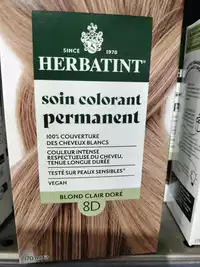 SINCE 1970
HERBATINT®
soin colorant
permanent
100% COUVERTURE
DES CHEVEUX BLANCS
COULEUR INTENSE
RESPECTUEUSE DU CHEVEU,
TENUE LONGUE DURÉE
TESTÉ SUR PEAUX SENSIBLES*
VEGAN
BLOND CLAIR DORÉ
8D